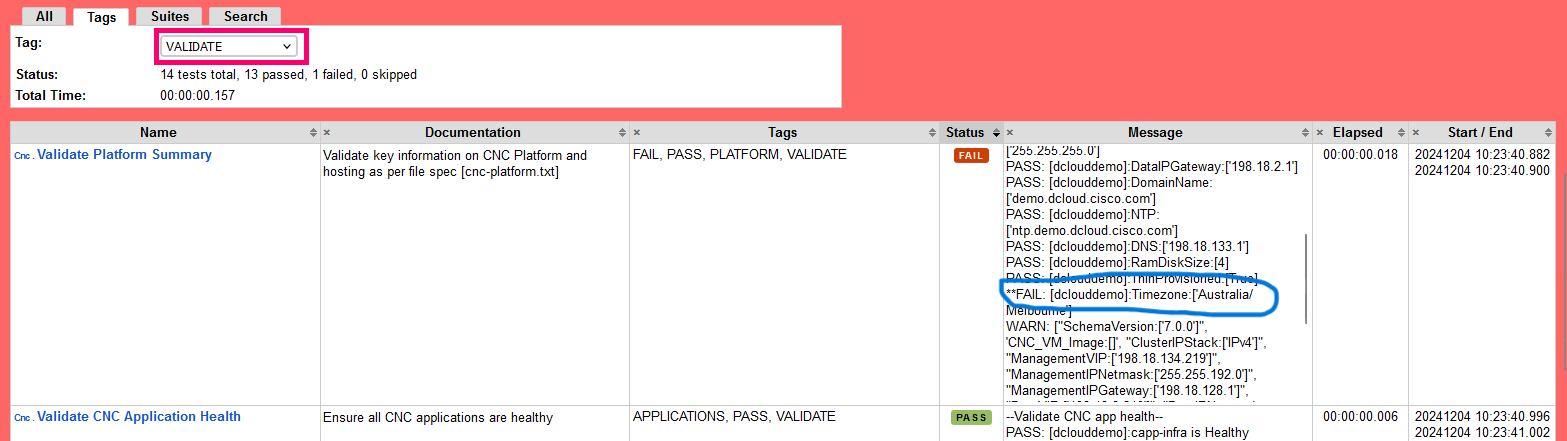 All Tags Suites Search
Tag: VALIDATE
Status: 14 tests total, 13 passed, 1 failed, 0 skipped
Total Time: 00:00:00.157
Name × Documentation × Tags Status × Message × Elapsed × Start / End
Cnc . Validate Platform Summary
Validate key information on CNC Platform and
hosting as per file spec [cnc-platform.txt]
FAIL, PASS, PLATFORM, VALIDATE
FAIL
['255.255.255.0']
PASS: [dclouddemo]:DataIPGateway:['198.18.2.1']
PASS: [dclouddemo]:DomainName:
['demo.dcloud.cisco.com']
PASS: [dclouddemo]:NTP:
['ntp.demo.dcloud.cisco.com']
PASS: [dclouddemo]:DNS:['198.18.133.1']
PASS: [dclouddemo]:RamDiskSize:[4]
PASS: [dclouddemo]:ThinProvisioned:[True]
**FAIL: [dclouddemo]:Timezone:['Australia/
Melbourne']
WARN: ["SchemaVersion:['7.0.0']",
'CNC_VM_Image:[]', "ClusterIPStack:['IPv4']",
"ManagementVIP:['198.18.134.219']",
"ManagementIPNetmask:['255.255.192.0']",
"ManagementIPGateway:['198.18.128.1']"
00:00:00.018
20241204 10:23:40.882
20241204 10:23:40.900
Cnc . Validate CNC Application Health
Ensure all CNC applications are healthy
APPLICATIONS, PASS, VALIDATE
PASS
--Validate CNC app health--
PASS: [dclouddemo]:capp-infra is Healthy
00:00:00.006
20241204 10:23:40.996
20241204 10:23:41.002